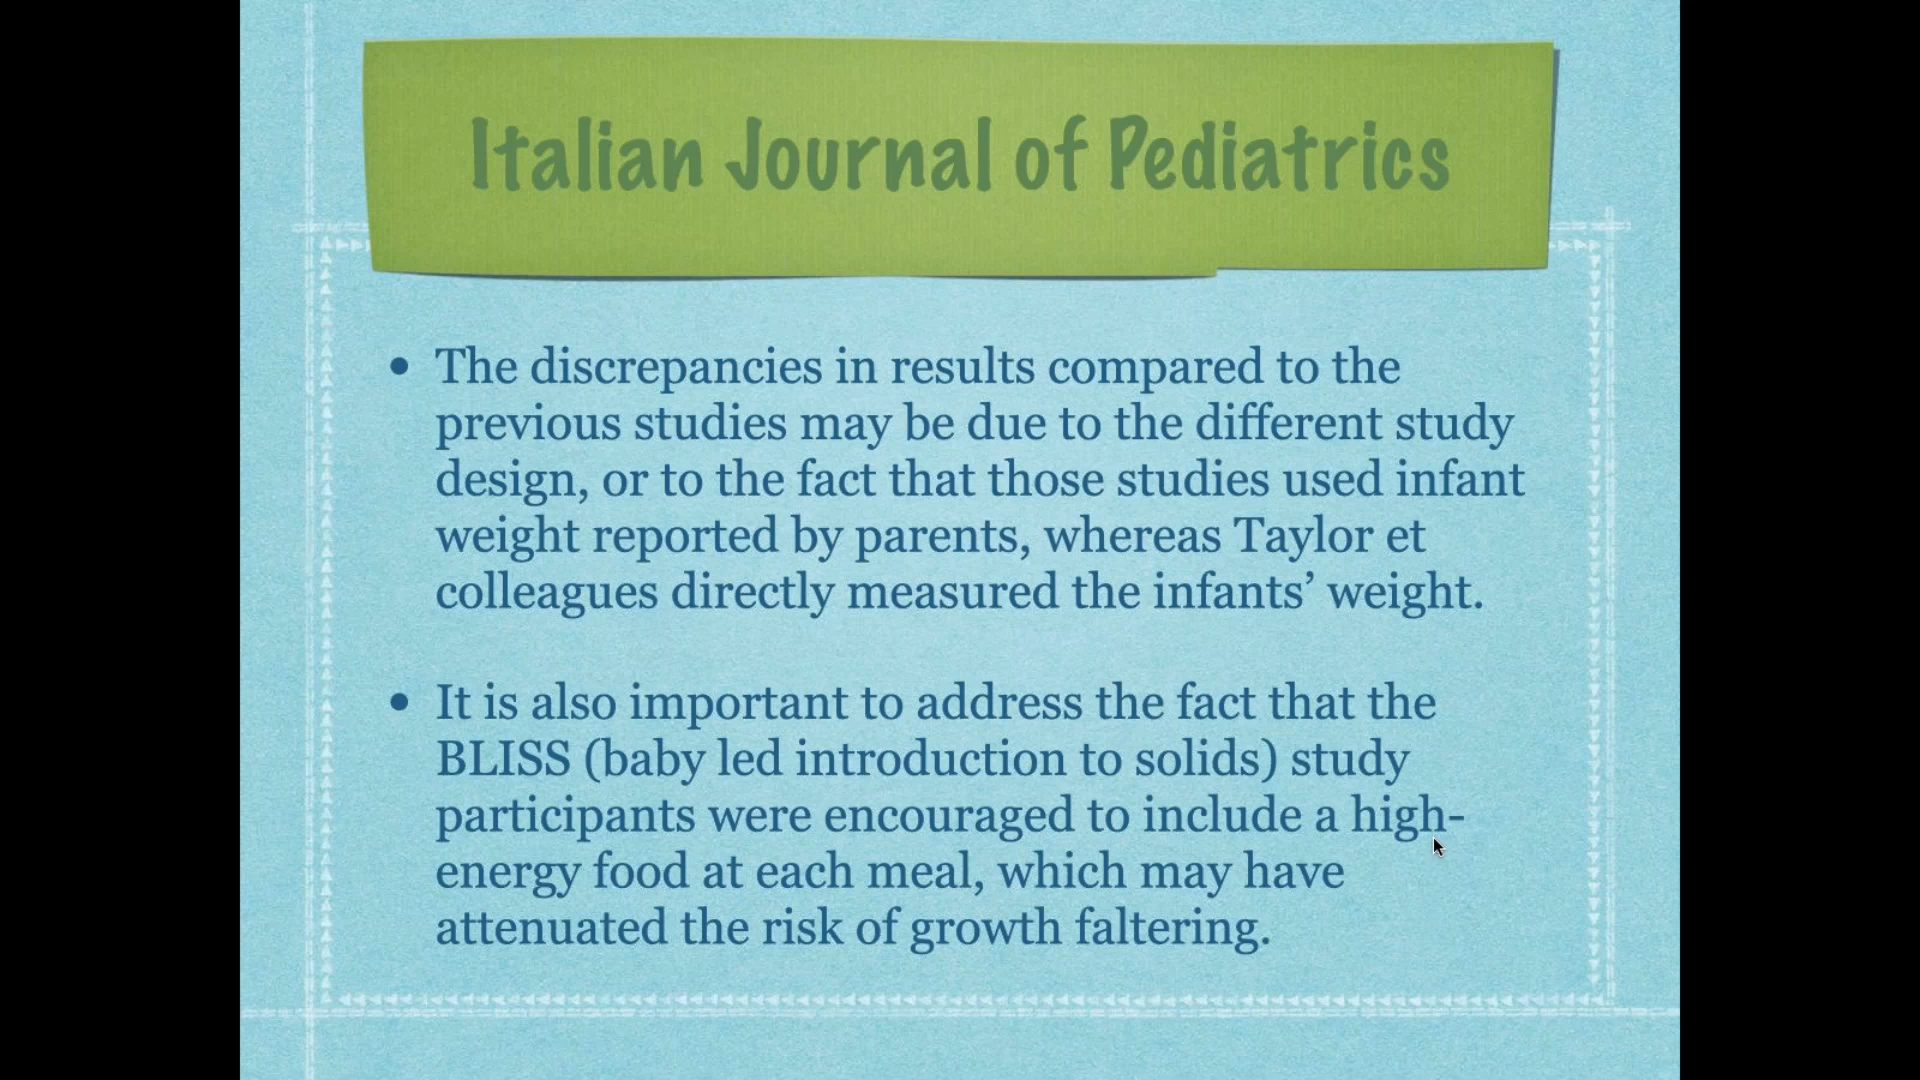 Italian Journal of Pediatrics
• The discrepancies in results compared to the
previous studies may be due to the different study
design, or to the fact that those studies used infant
weight reported by parents, whereas Taylor et
colleagues directly measured the infants’ weight.
• It is also important to address the fact that the
BLISS (baby led introduction to solids) study
participants were encouraged to include a high-
energy food at each meal, which may have
attenuated the risk of growth faltering.